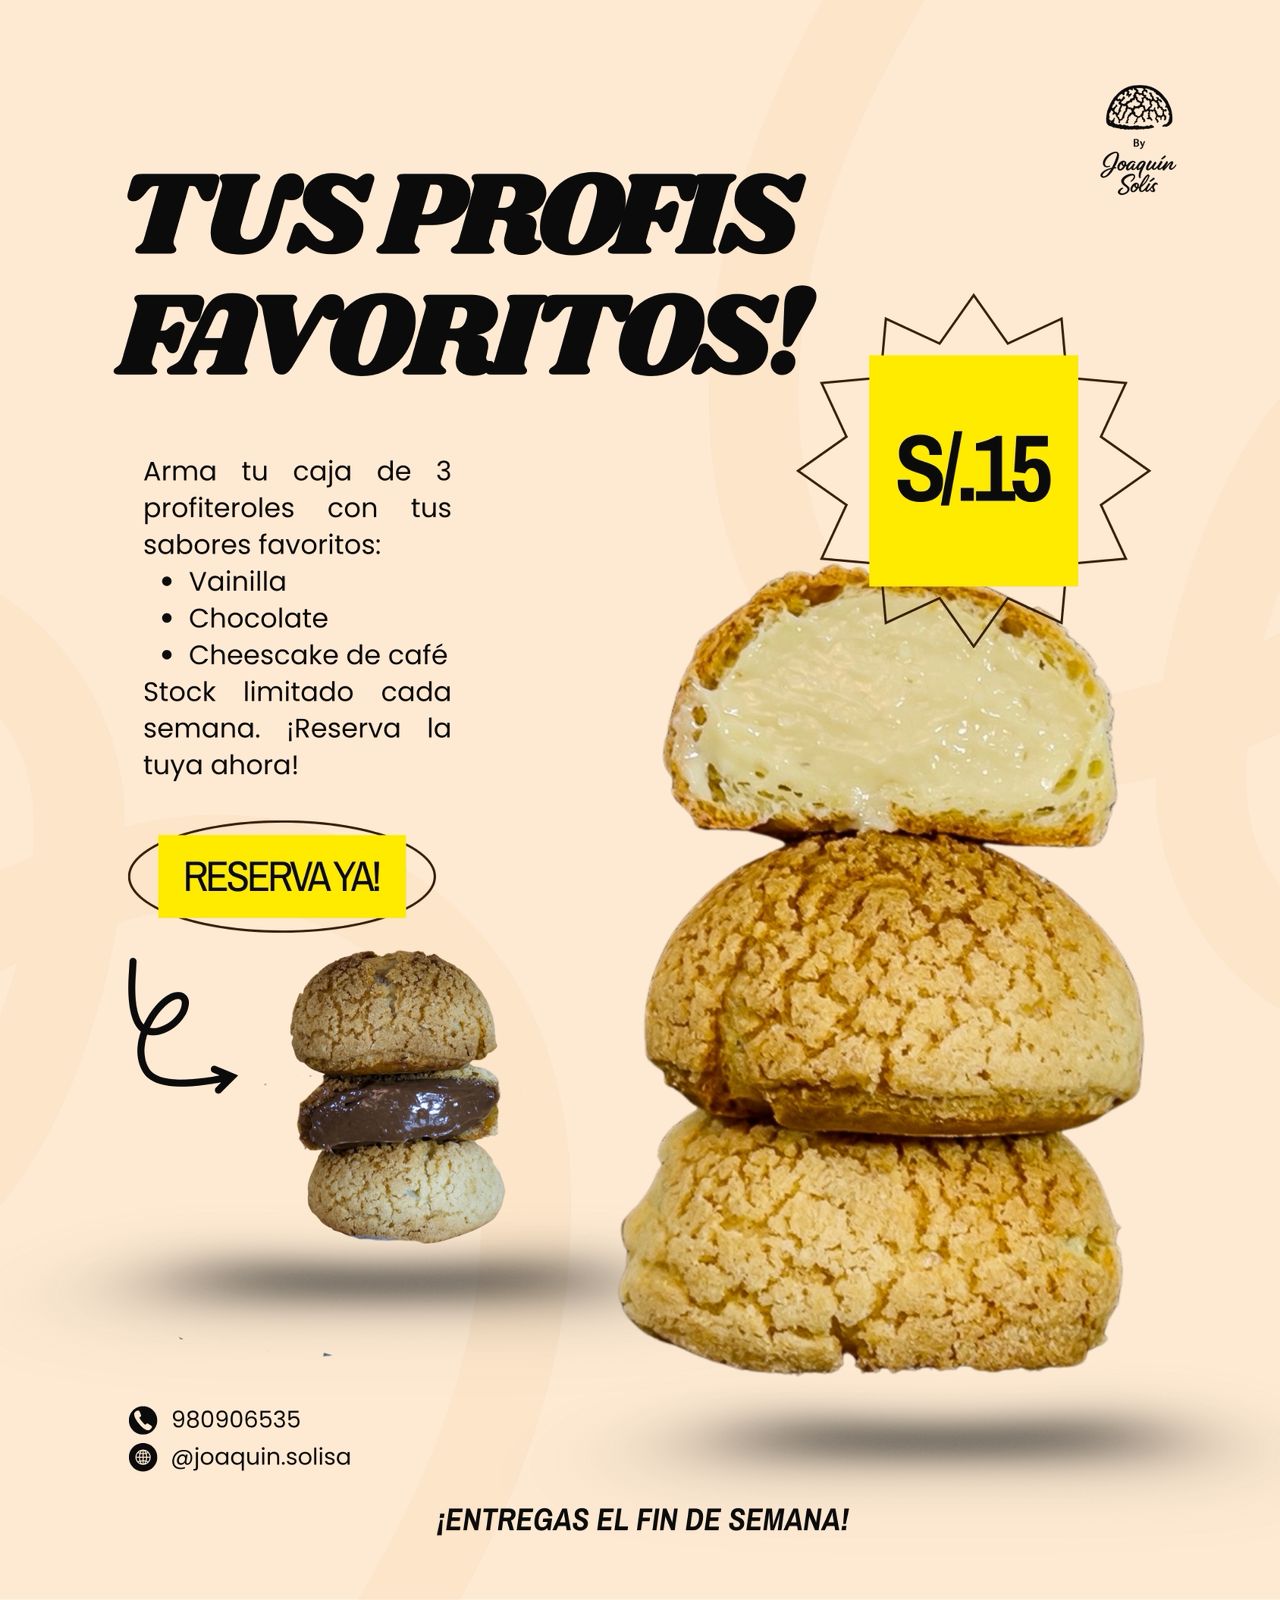 By
Joaquín
Solís
TUS PROFIS
FAVORITOS!
S/.15
Arma tu caja de 3
profiteroles con tus
sabores favoritos:
• Vainilla
• Chocolate
• Cheescake de café
Stock limitado cada
semana. ¡Reserva la
tuya ahora!
RESERVA YA!
980906535
@joaquin.solisa
¡ENTREGAS EL FIN DE SEMANA!